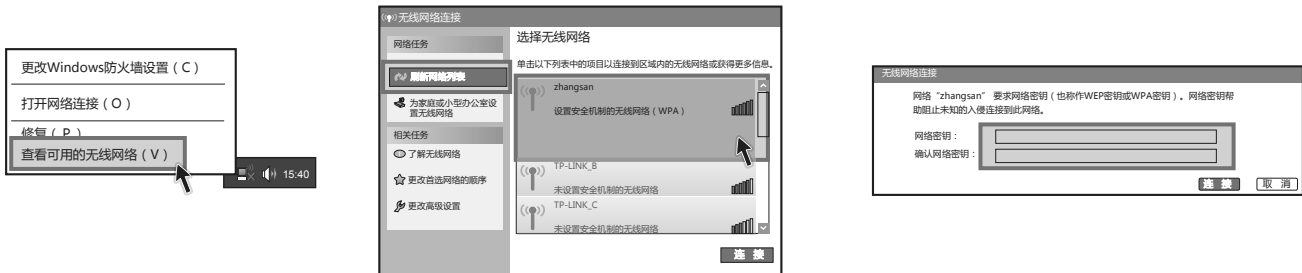 更改Windows防火墙设置（C）
打开网络连接（O）
修复（P）
查看可用的无线网络（V）
15:40
无线网络连接
网络任务
刷新网络列表
为家庭或小型办公室设
置无线网络
相关任务
了解无线网络
更改首选网络的顺序
更改高级设置
选择无线网络
单击以下列表中的项目以连接到区域内的无线网络或获得更多信息。
zhangsan
设置安全机制的无线网络（WPA）
TP-LINK_B
未设置安全机制的无线网络
TP-LINK_C
未设置安全机制的无线网络
连 接
无线网络连接
网络“zhangsan”要求网络密钥（也称作WEP密钥或WPA密钥）。网络密钥帮
助阻止未知的入侵连接到此网络。
网络密钥：
确认网络密钥：
连 接
取 消